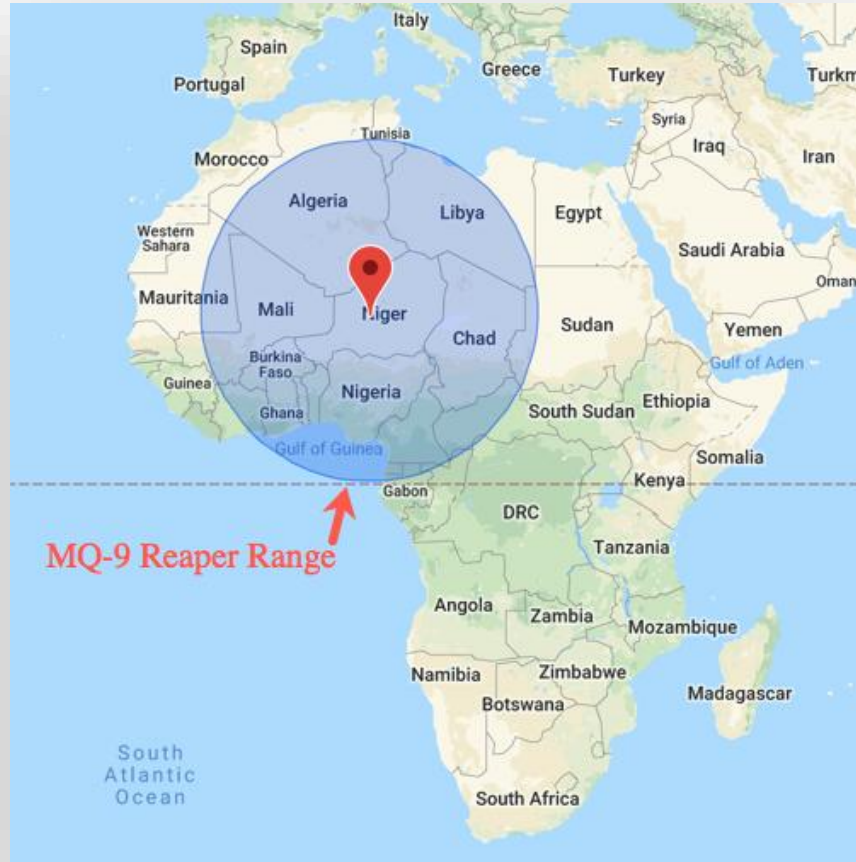 Italy
Spain
Portugal
Greece
Turkey
Turkm
Syria
Iraq
Iran
Tunisia
Morocco
Algeria
Libya
Egypt
Western
Sahara
Saudi Arabia
Oman
Mauritania
Mali
Niger
Chad
Sudan
Yemen
Gulf of Aden
Burkina
Faso
Guinea
Nigeria
Ghana
South Sudan
Ethiopia
Gulf of Guinea
Somalia
Gabon
Kenya
DRC
MQ-9 Reaper Range
Tanzania
Angola
Zambia
Mozambique
Namibia
Zimbabwe
Botswana
Madagascar
South
Atlantic
Ocean
South Africa